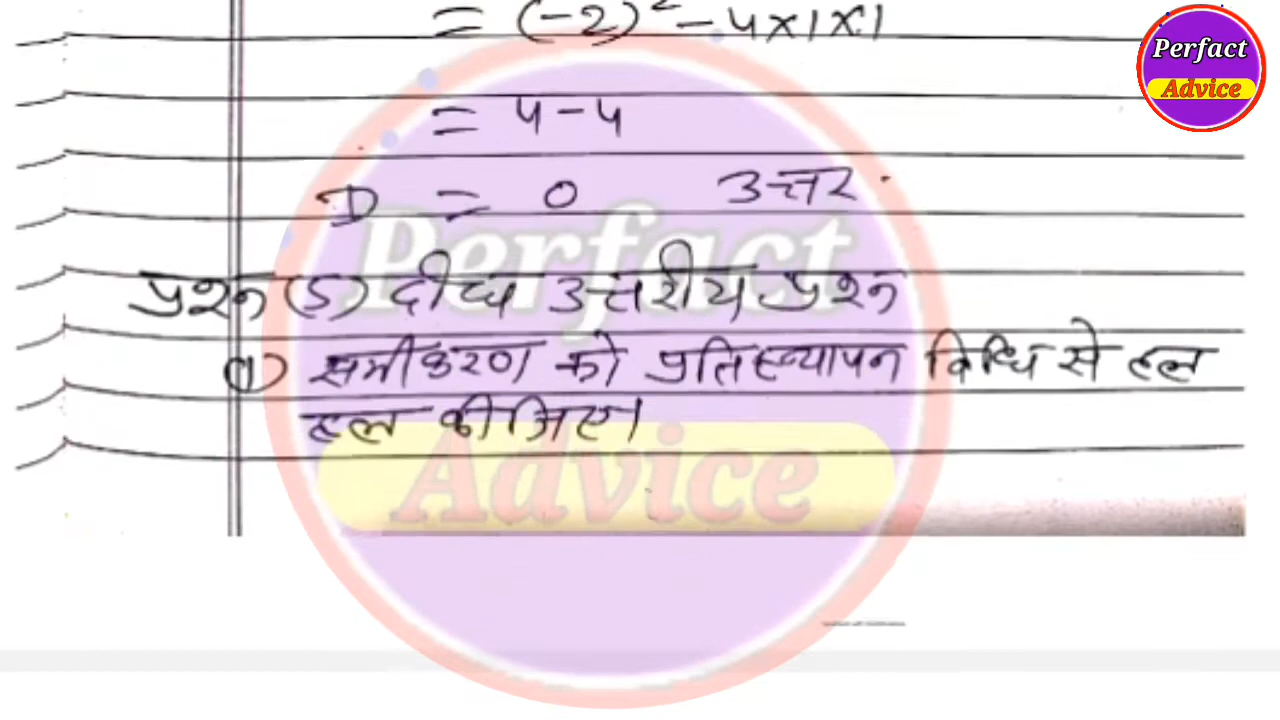 = (-2)² - 4×1×1
Perfact
Advice
= 4-4
D = 0 उत्तर
Perfact
प्रश्न (5) दीर्घ उत्तरीय प्रश्न
(1) समीकरण को प्रतिस्थापन विधि से हल
हल कीजिए।
Advice